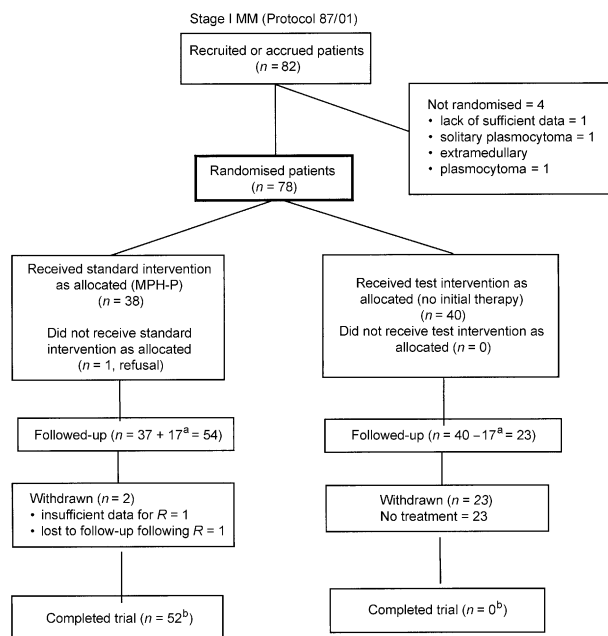 Stage I MM (Protocol 87/01)
Recruited or accrued patients
(n = 82)
Not randomised = 4
• lack of sufficient data = 1
• solitary plasmocytoma = 1
• extramedullary
• plasmocytoma = 1
Randomised patients
n = 78
Received standard intervention
as allocated (MPH-P)
(n = 38)
Did not receive standard
intervention as allocated
(n = 1, refusal)
Received test intervention as
allocated (no initial therapy)
(n = 40)
Did not receive test intervention as
allocated (n = 0)
Followed-up (n = 37 + 17ᵃ = 54)
Followed-up (n = 40 – 17ᵃ = 23)
Withdrawn (n = 2)
• insufficient data for R = 1
• lost to follow-up following R = 1
Withdrawn (n = 23)
No treatment = 23
Completed trial (n = 52ᵇ)
Completed trial (n = 0ᵇ)